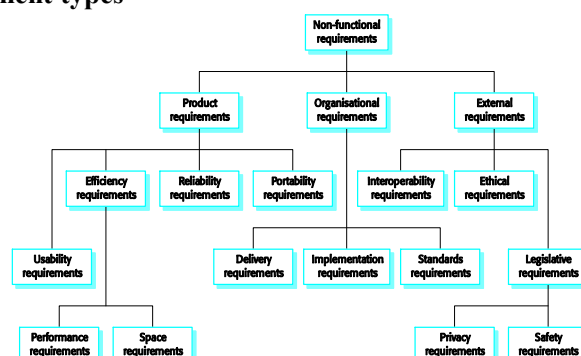 ment types
Non-functional
requirements
Product
requirements
Organisational
requirements
External
requirements
Efficiency
requirements
Reliability
requirements
Portability
requirements
Interoperability
requirements
Ethical
requirements
Usability
requirements
Delivery
requirements
Implementation
requirements
Standards
requirements
Legislative
requirements
Performance
requirements
Space
requirements
Privacy
requirements
Safety
requirements